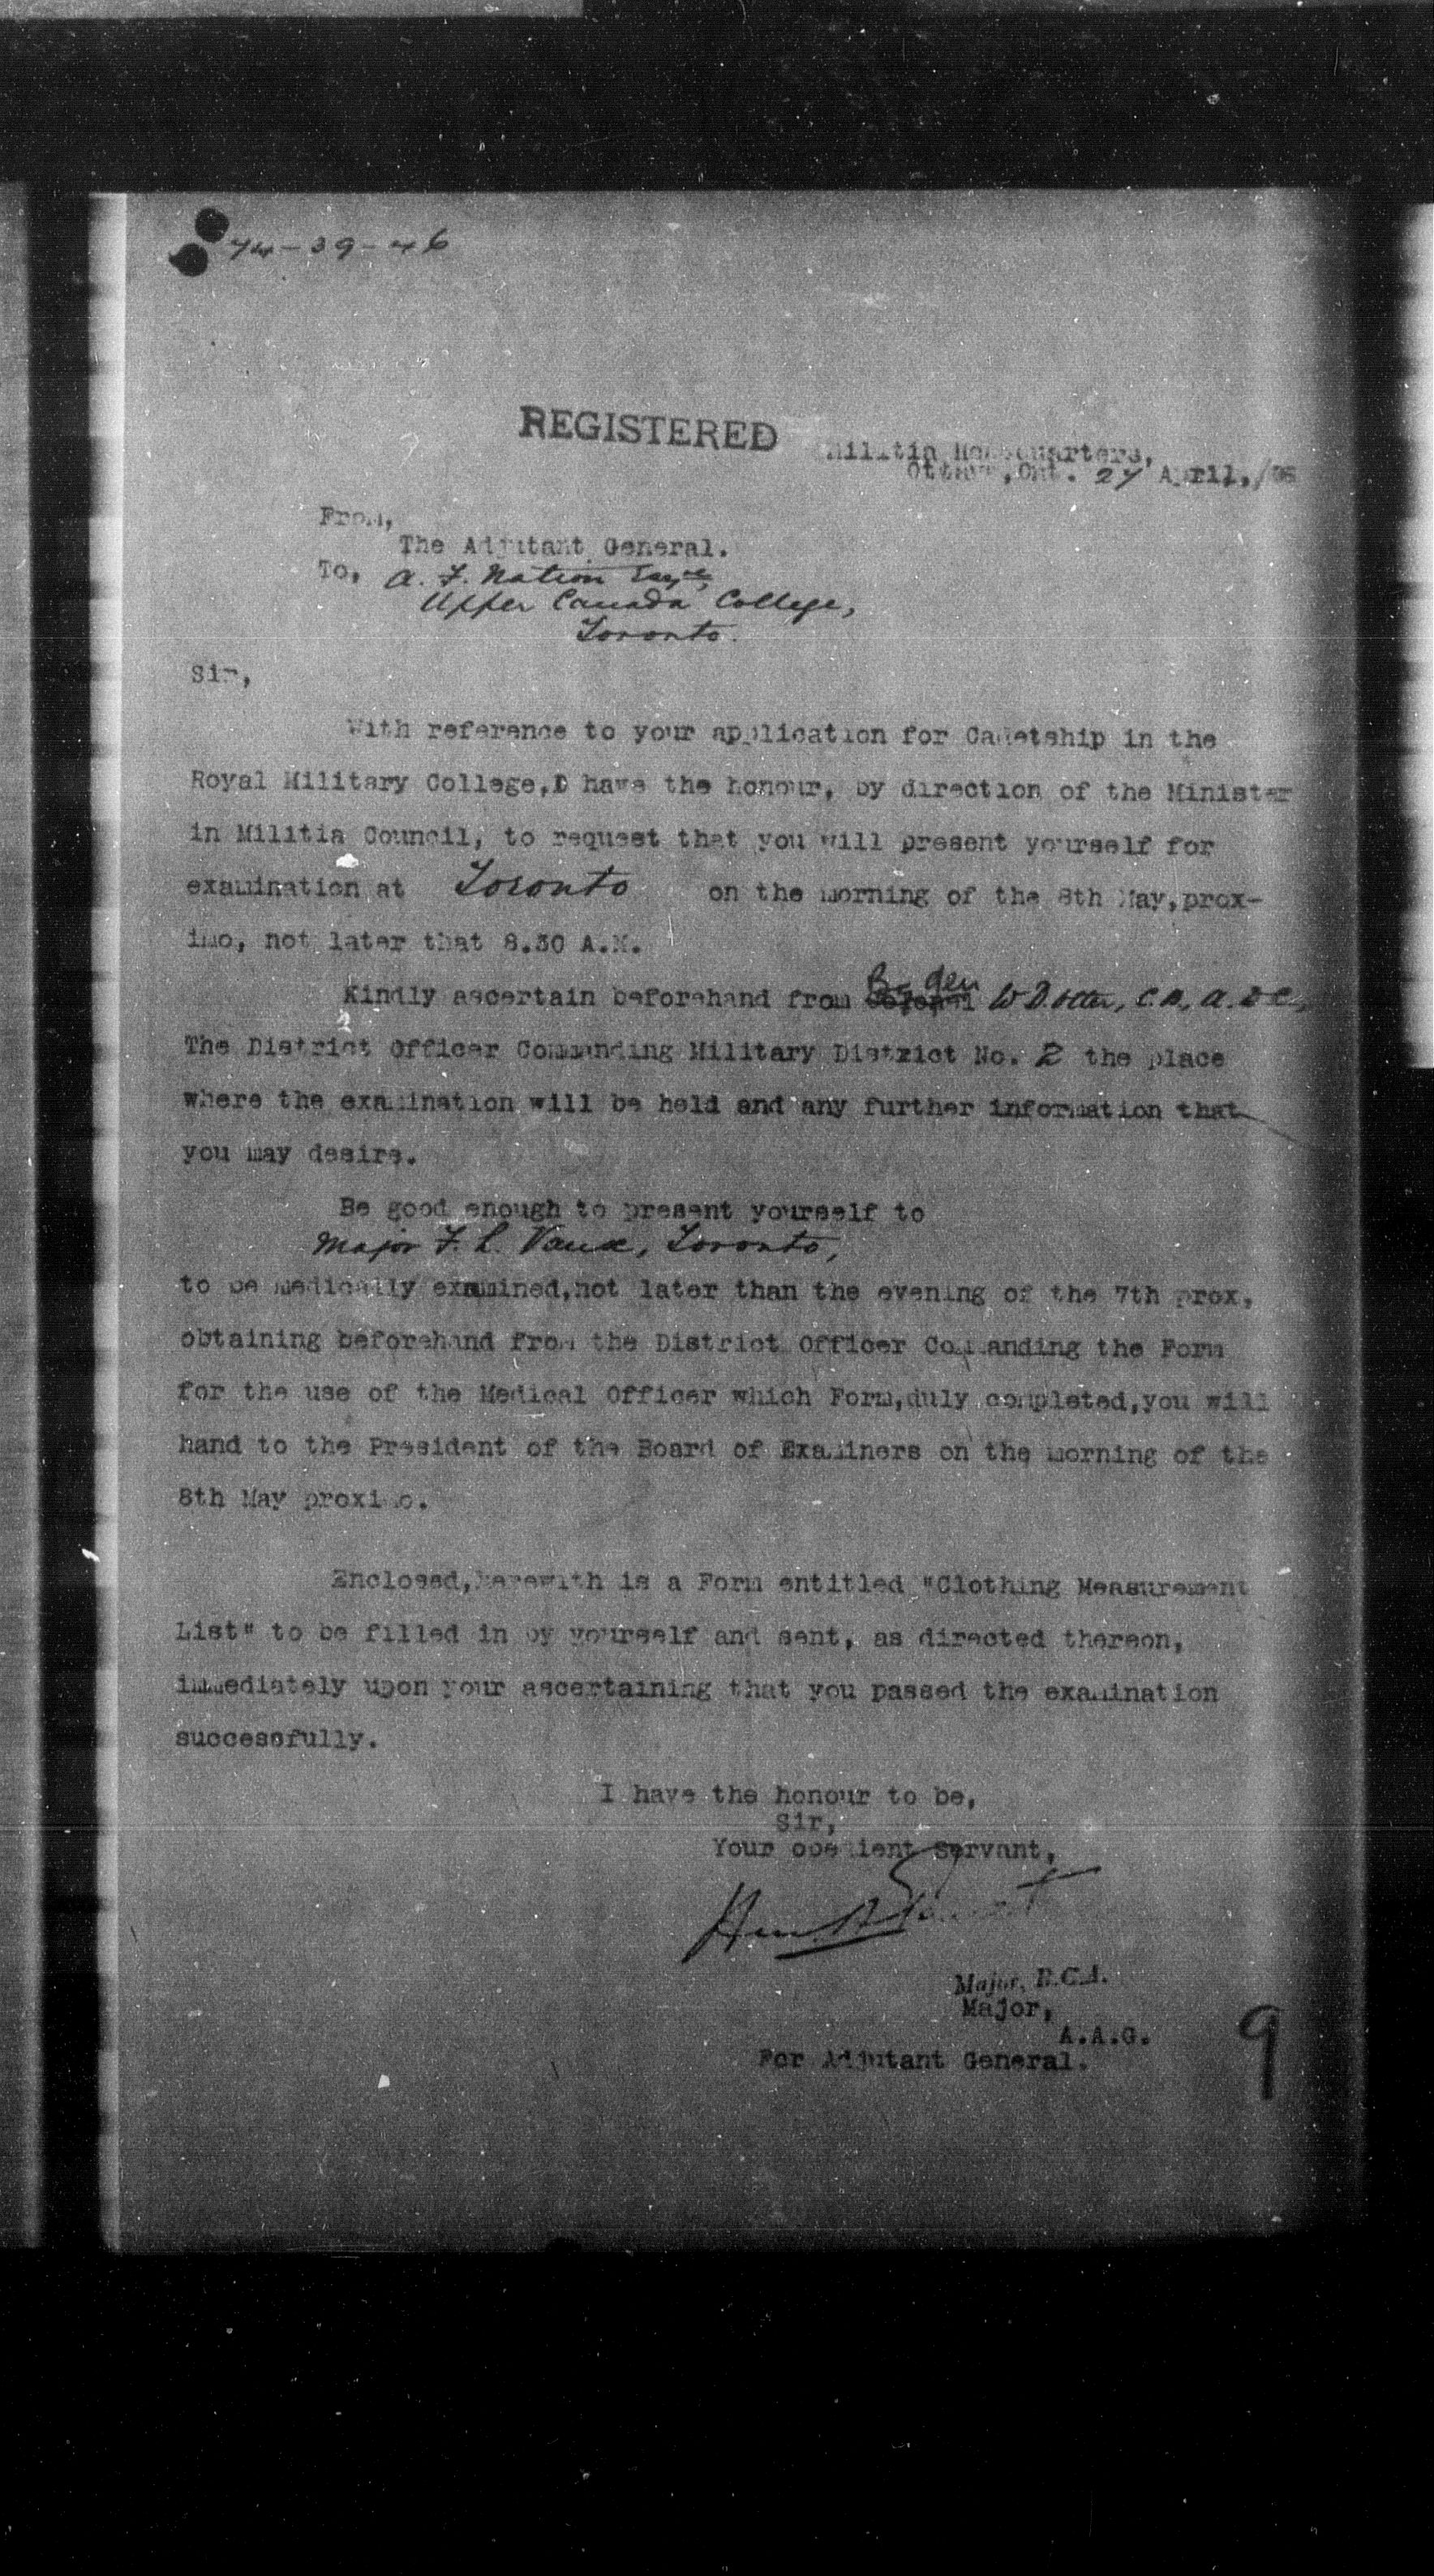 74-39-46
REGISTERED
Militia Headquarters,
Ottawa, Ont. 27 April,/06
From,
The Adjutant General.
To, A. F. Nation Esqre,
Upper Canada College,
Toronto.
Sir,
With reference to your application for Cadetship in the
Royal Military College,I have the honour, by direction of the Minister
in Militia Council, to request that you will present yourself for
examination at Toronto on the morning of the 8th May,prox-
imo, not later that 8.30 A.M.
Kindly ascertain beforehand from Colonel B. Gen W D Otter, C.B, A.D.C.,
The District Officer Commanding Military District No. 2 the place
where the examination will be held and any further information that
you may desire.
Be good enough to present yourself to
Major F. L. Vaux, Toronto,
to be medically examined,not later than the evening of the 7th prox,
obtaining beforehand from the District Officer Commanding the Form
for the use of the Medical Officer which Form,duly completed,you will
hand to the President of the Board of Examiners on the morning of the
8th May proximo.
Enclosed,herewith is a Form entitled "Clothing Measurement
List" to be filled in by yourself and sent, as directed thereon,
immediately upon your ascertaining that you passed the examination
successfully.
I have the honour to be,
Sir,
Your obedient Servant,
Major, R.C.A.
Major,
A.A.G.
For Adjutant General.
9